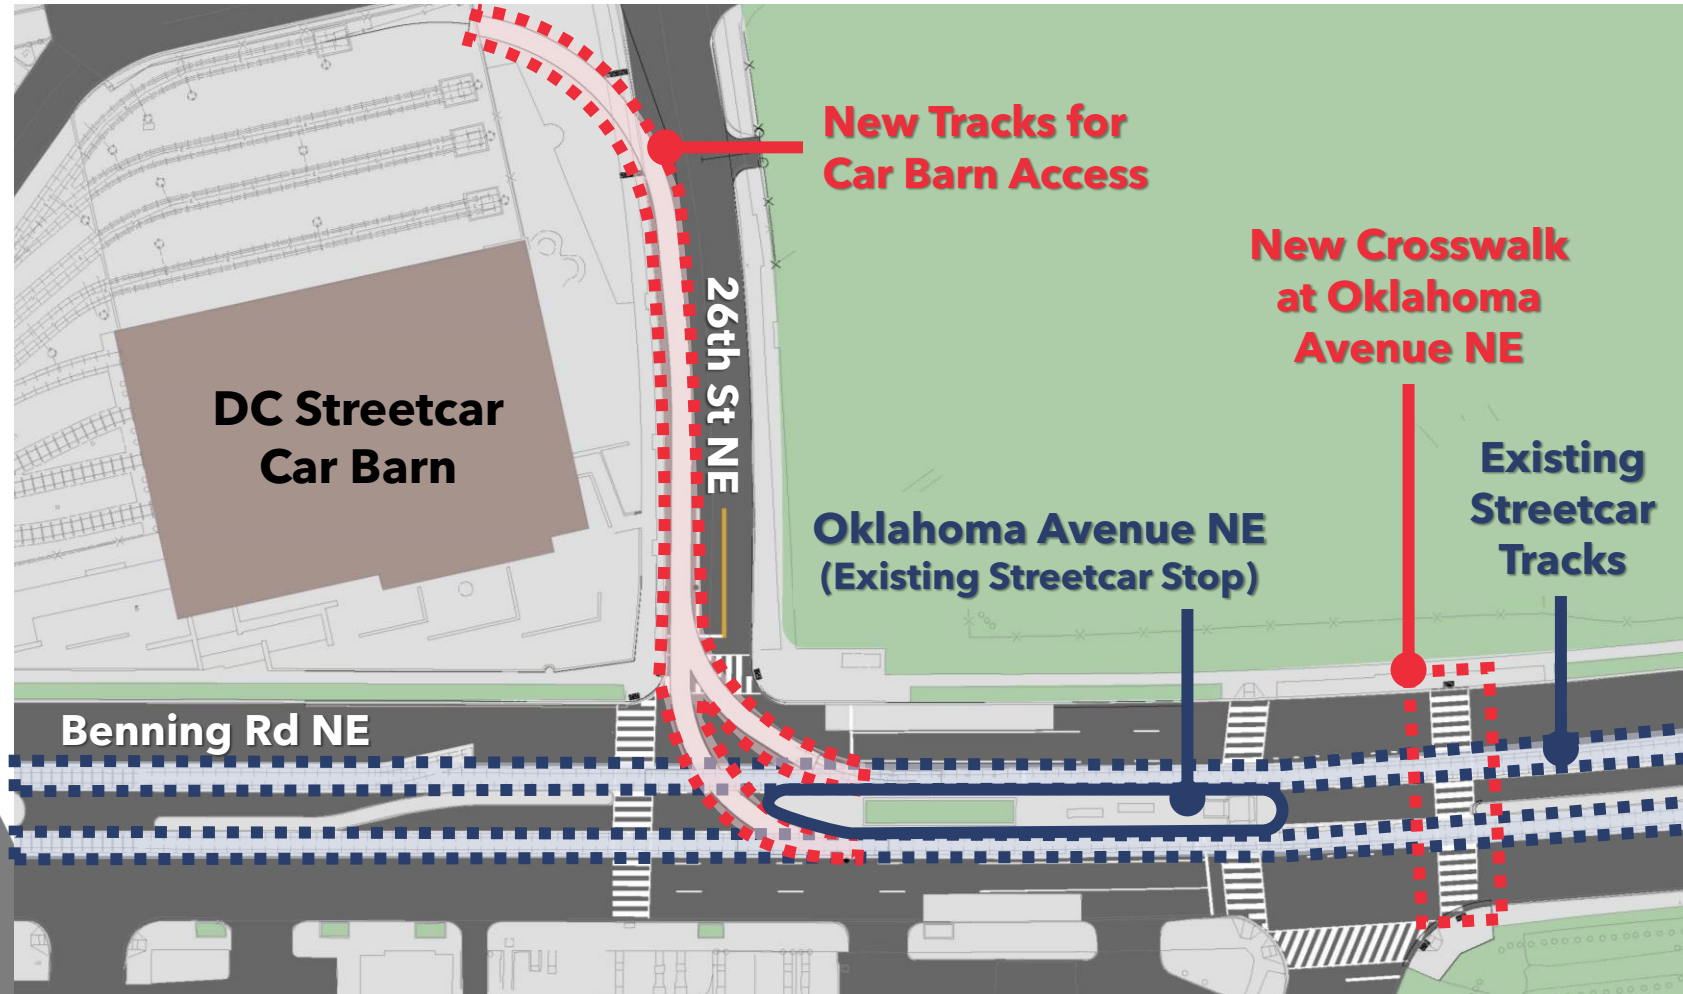 New Tracks for
Car Barn Access
New Crosswalk
at Oklahoma
Avenue NE
26th St NE
DC Streetcar
Car Barn
Existing
Streetcar
Tracks
Oklahoma Avenue NE
(Existing Streetcar Stop)
Benning Rd NE